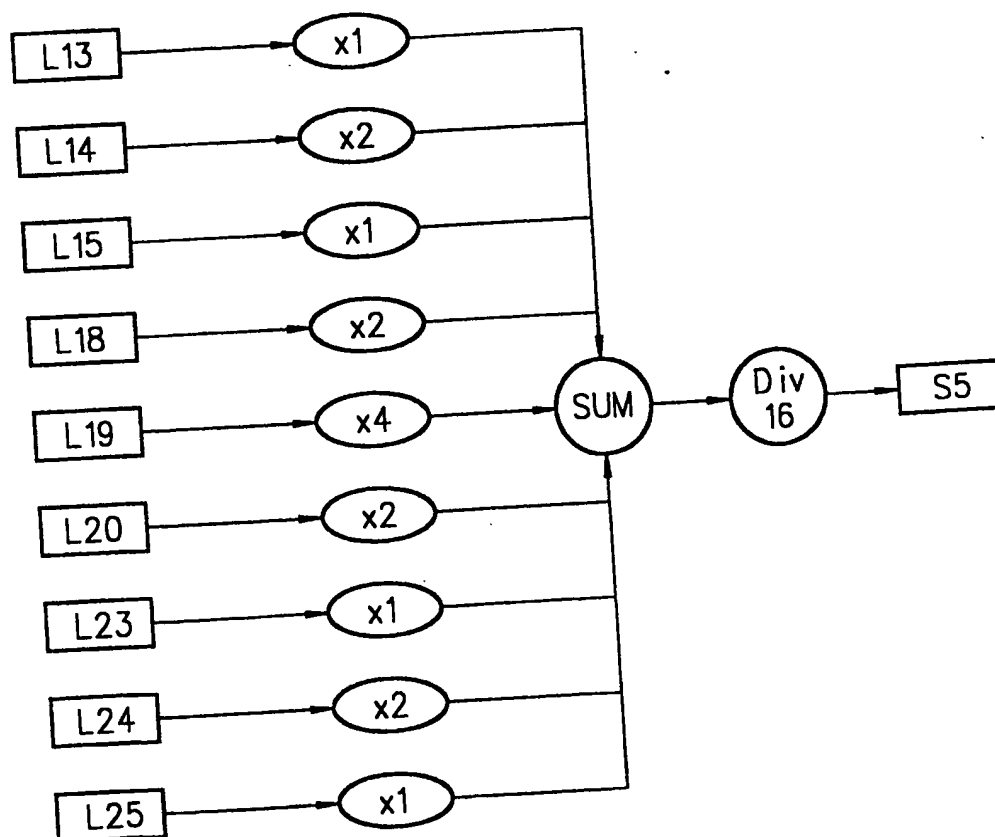 L13 x1
L14 x2
L15 x1
L18 x2
L19 x4 SUM Div 16 S5
L20 x2
L23 x1
L24 x2
L25 x1